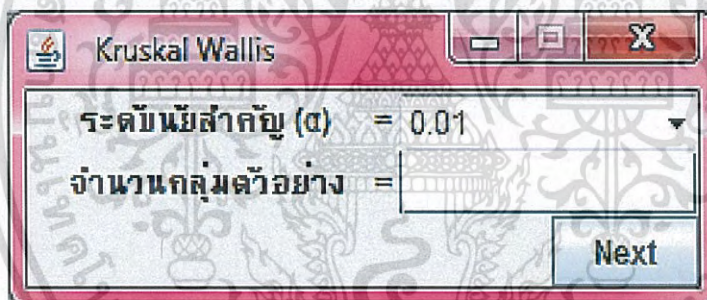 Kruskal Wallis
ระดับนัยสำคัญ (α) = 0.01
จำนวนกลุ่มตัวอย่าง =
Next